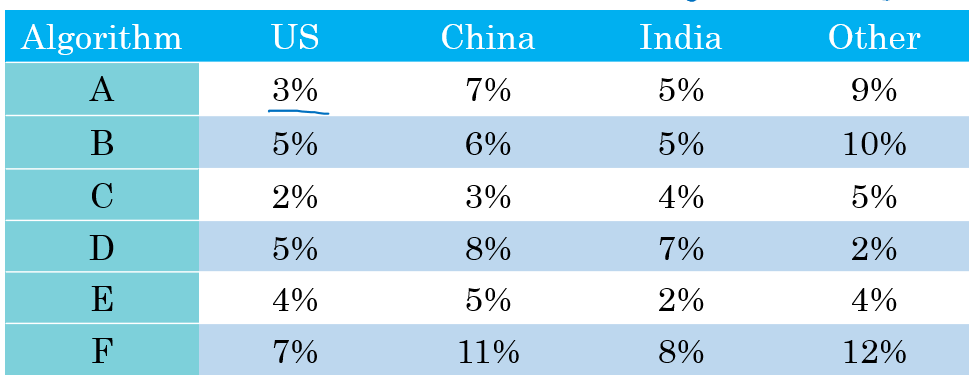 Algorithm US China India Other
A 3% 7% 5% 9%
B 5% 6% 5% 10%
C 2% 3% 4% 5%
D 5% 8% 7% 2%
E 4% 5% 2% 4%
F 7% 11% 8% 12%